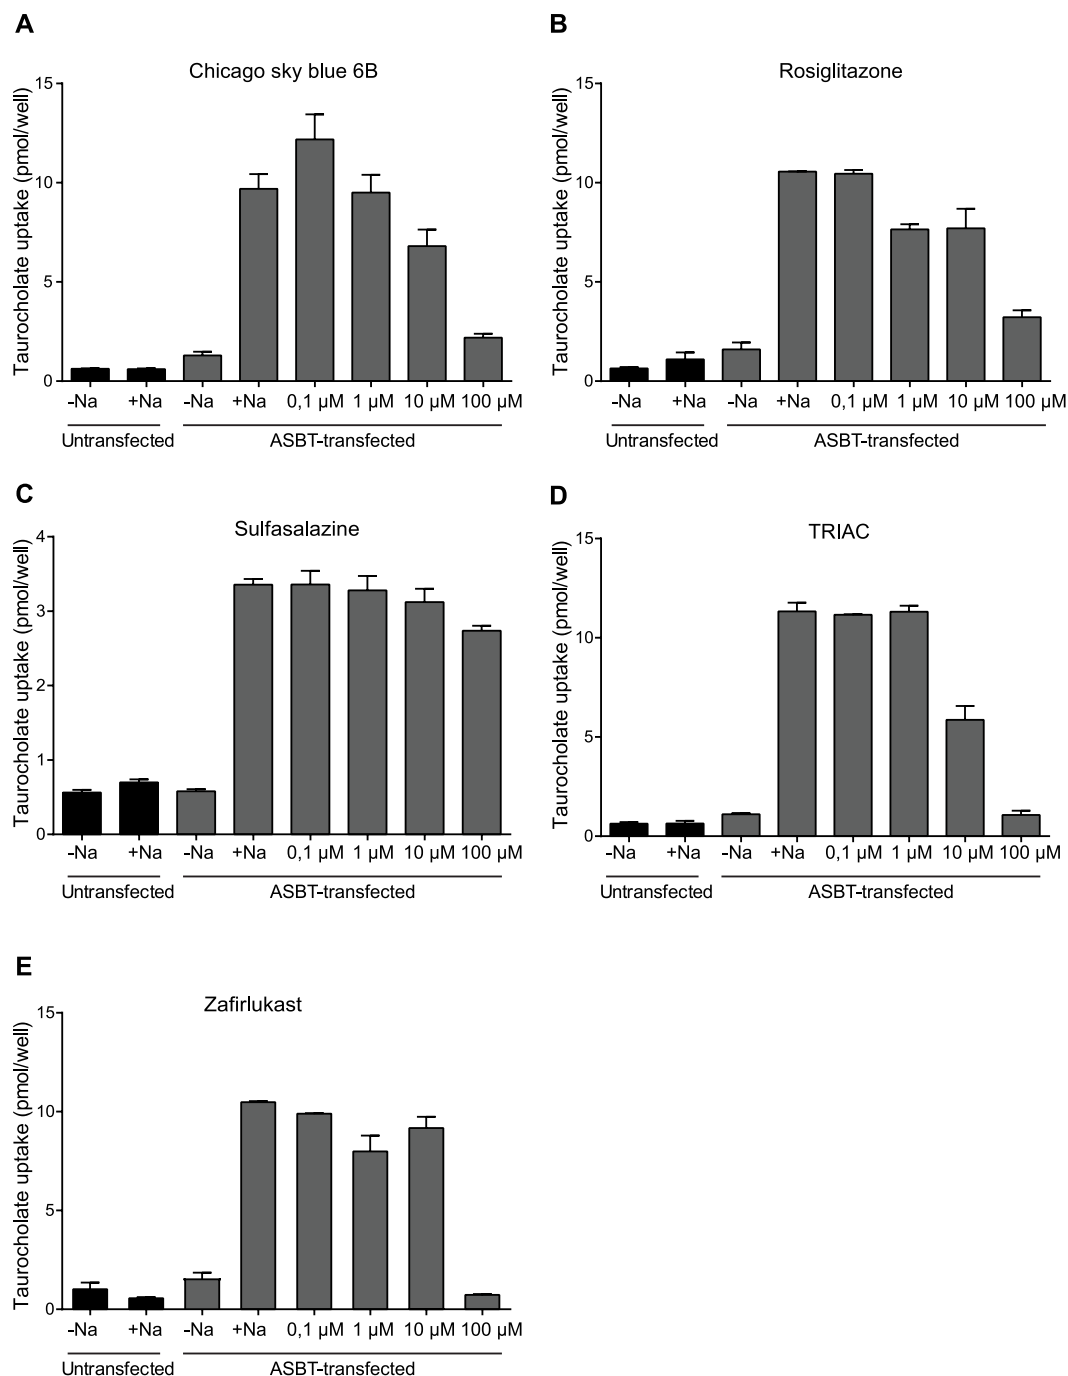 A
Chicago sky blue 6B
Taurocholate uptake (pmol/well)
15
10
5
0
-Na +Na -Na +Na 0,1 µM 1 µM 10 µM 100 µM
Untransfected ASBT-transfected
B
Rosiglitazone
Taurocholate uptake (pmol/well)
15
10
5
0
-Na +Na -Na +Na 0,1 µM 1 µM 10 µM 100 µM
Untransfected ASBT-transfected
C
Sulfasalazine
Taurocholate uptake (pmol/well)
4
3
2
1
0
-Na +Na -Na +Na 0,1 µM 1 µM 10 µM 100 µM
Untransfected ASBT-transfected
D
TRIAC
Taurocholate uptake (pmol/well)
15
10
5
0
-Na +Na -Na +Na 0,1 µM 1 µM 10 µM 100 µM
Untransfected ASBT-transfected
E
Zafirlukast
Taurocholate uptake (pmol/well)
15
10
5
0
-Na +Na -Na +Na 0,1 µM 1 µM 10 µM 100 µM
Untransfected ASBT-transfected